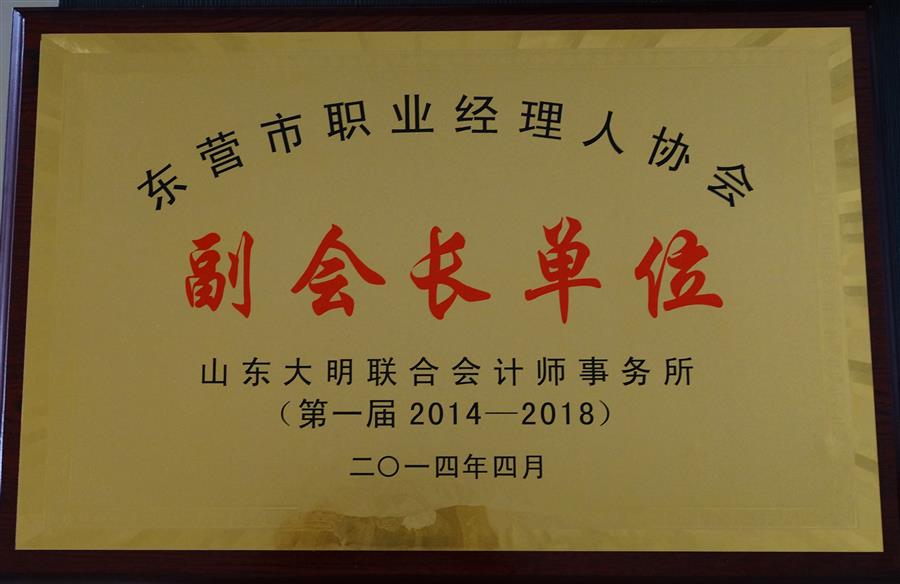 东营市职业经理人协会
副会长单位
山东大明联合会计师事务所
（第一届 2014—2018）
二〇一四年四月